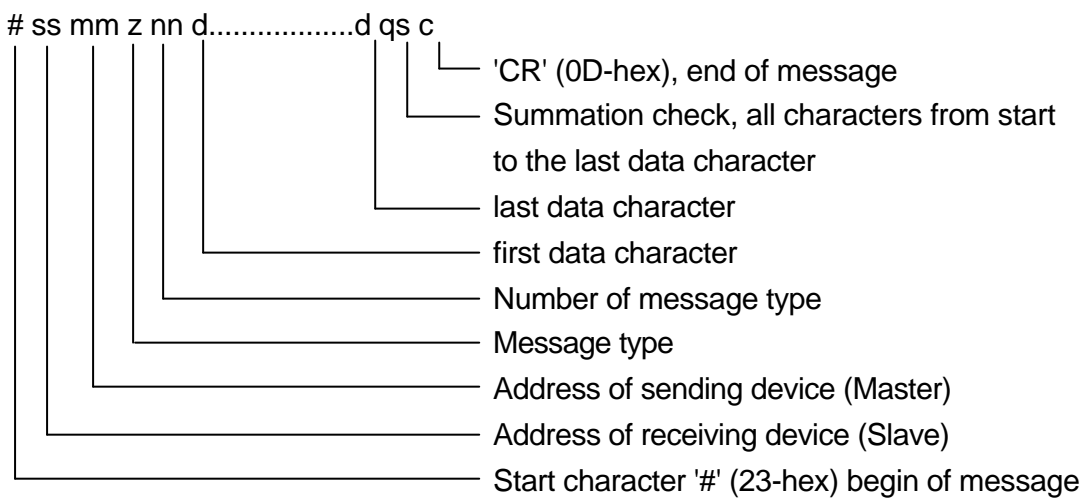 # ss mm z nn d..................d qs c
'CR' (0D-hex), end of message
Summation check, all characters from start
to the last data character
last data character
first data character
Number of message type
Message type
Address of sending device (Master)
Address of receiving device (Slave)
Start character '#' (23-hex) begin of message